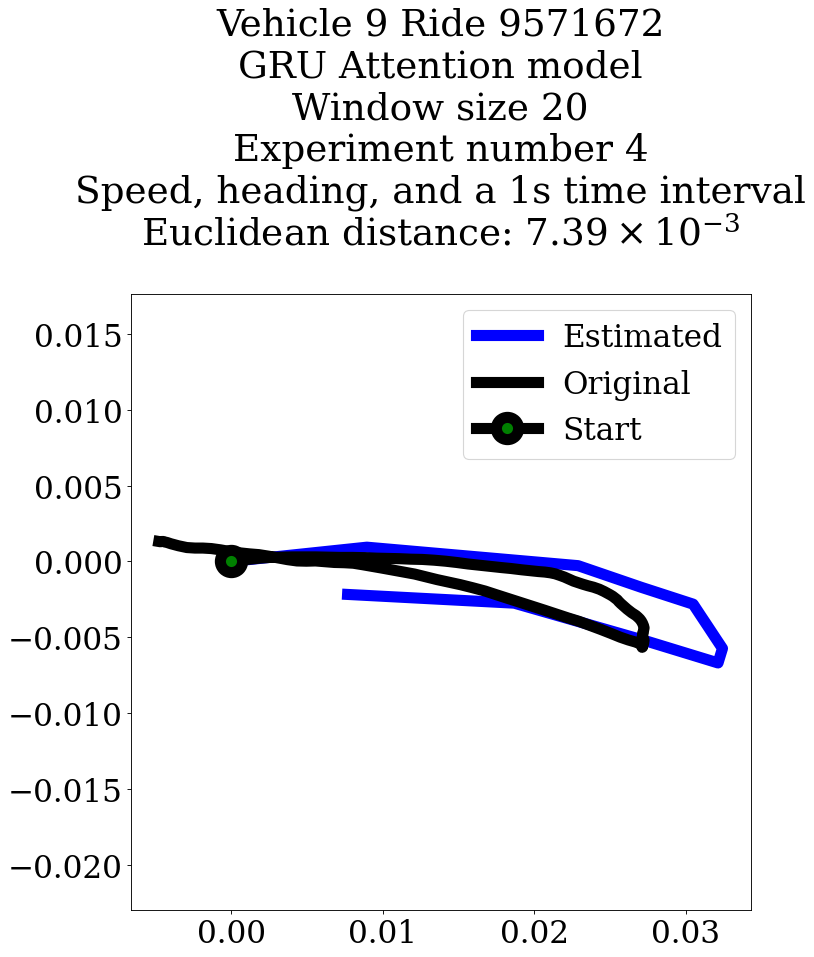 Vehicle 9 Ride 9571672
GRU Attention model
Window size 20
Experiment number 4
Speed, heading, and a 1s time interval
Euclidean distance: 7.39 × 10⁻³
Estimated
Original
Start
0.015
0.010
0.005
0.000
−0.005
−0.010
−0.015
−0.020
0.00 0.01 0.02 0.03